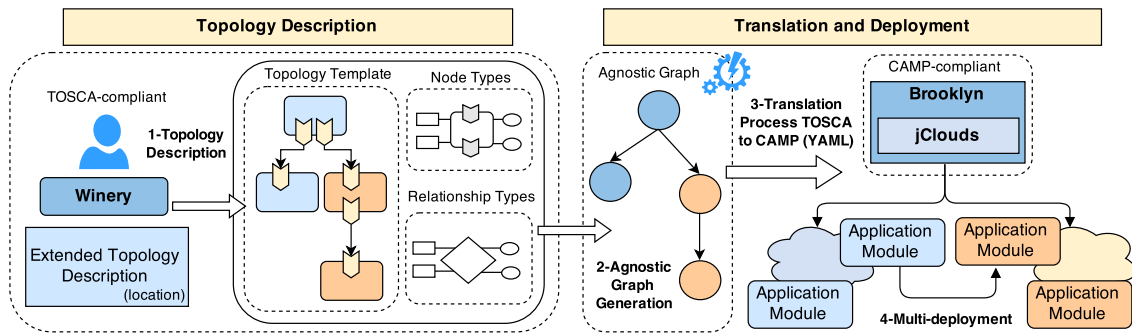 Topology Description
Translation and Deployment
TOSCA-compliant
1-Topology
Description
Winery
Extended Topology
Description
(location)
Topology Template
Node Types
Relationship Types
Agnostic Graph
2-Agnostic
Graph
Generation
3-Translation
Process TOSCA
to CAMP (YAML)
CAMP-compliant
Brooklyn
jClouds
Application
Module
Application
Module
Application
Module
Application
Module
4-Multi-deployment